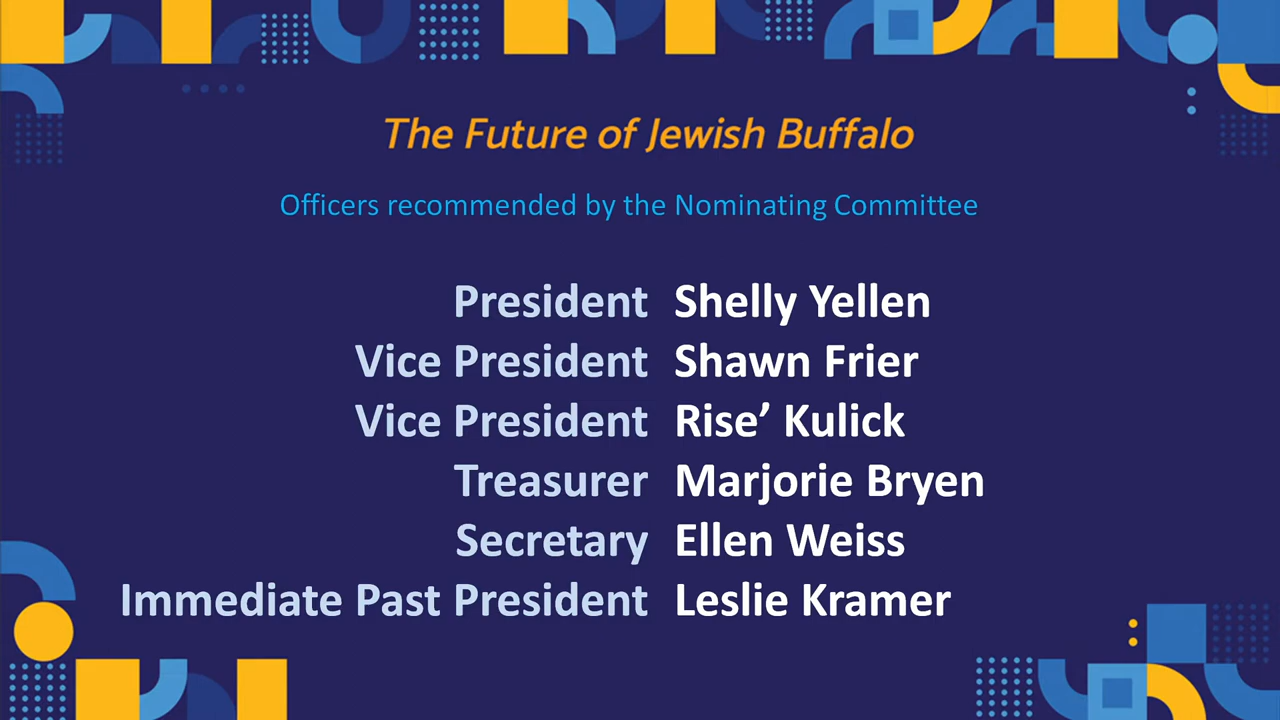 The Future of Jewish Buffalo
Officers recommended by the Nominating Committee
President Shelly Yellen
Vice President Shawn Frier
Vice President Rise’ Kulick
Treasurer Marjorie Bryen
Secretary Ellen Weiss
Immediate Past President Leslie Kramer